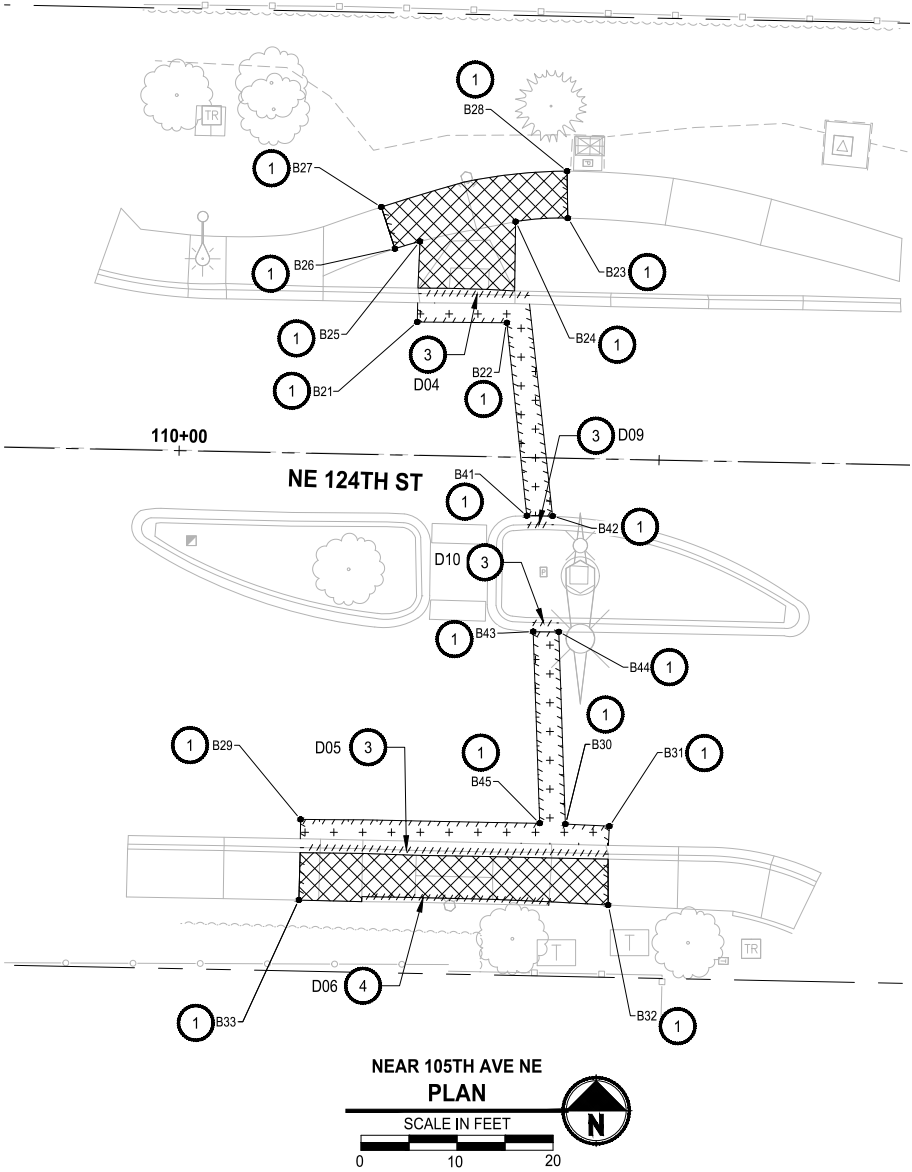 1
B28
TR
1 B27
B26
1
B23 1
1 B25
B24
1
3
B22
1 B21
D04
1
110+00
3 D09
NE 124TH ST
B41
1
B42 1
D10 3
P
1 B43
B44 1
1
1 B29
D05 3
1
B30
B31 1
B45
T
T
TR
D06 4
1 B33
B32 1
NEAR 105TH AVE NE
PLAN
SCALE IN FEET
N
0 10 20